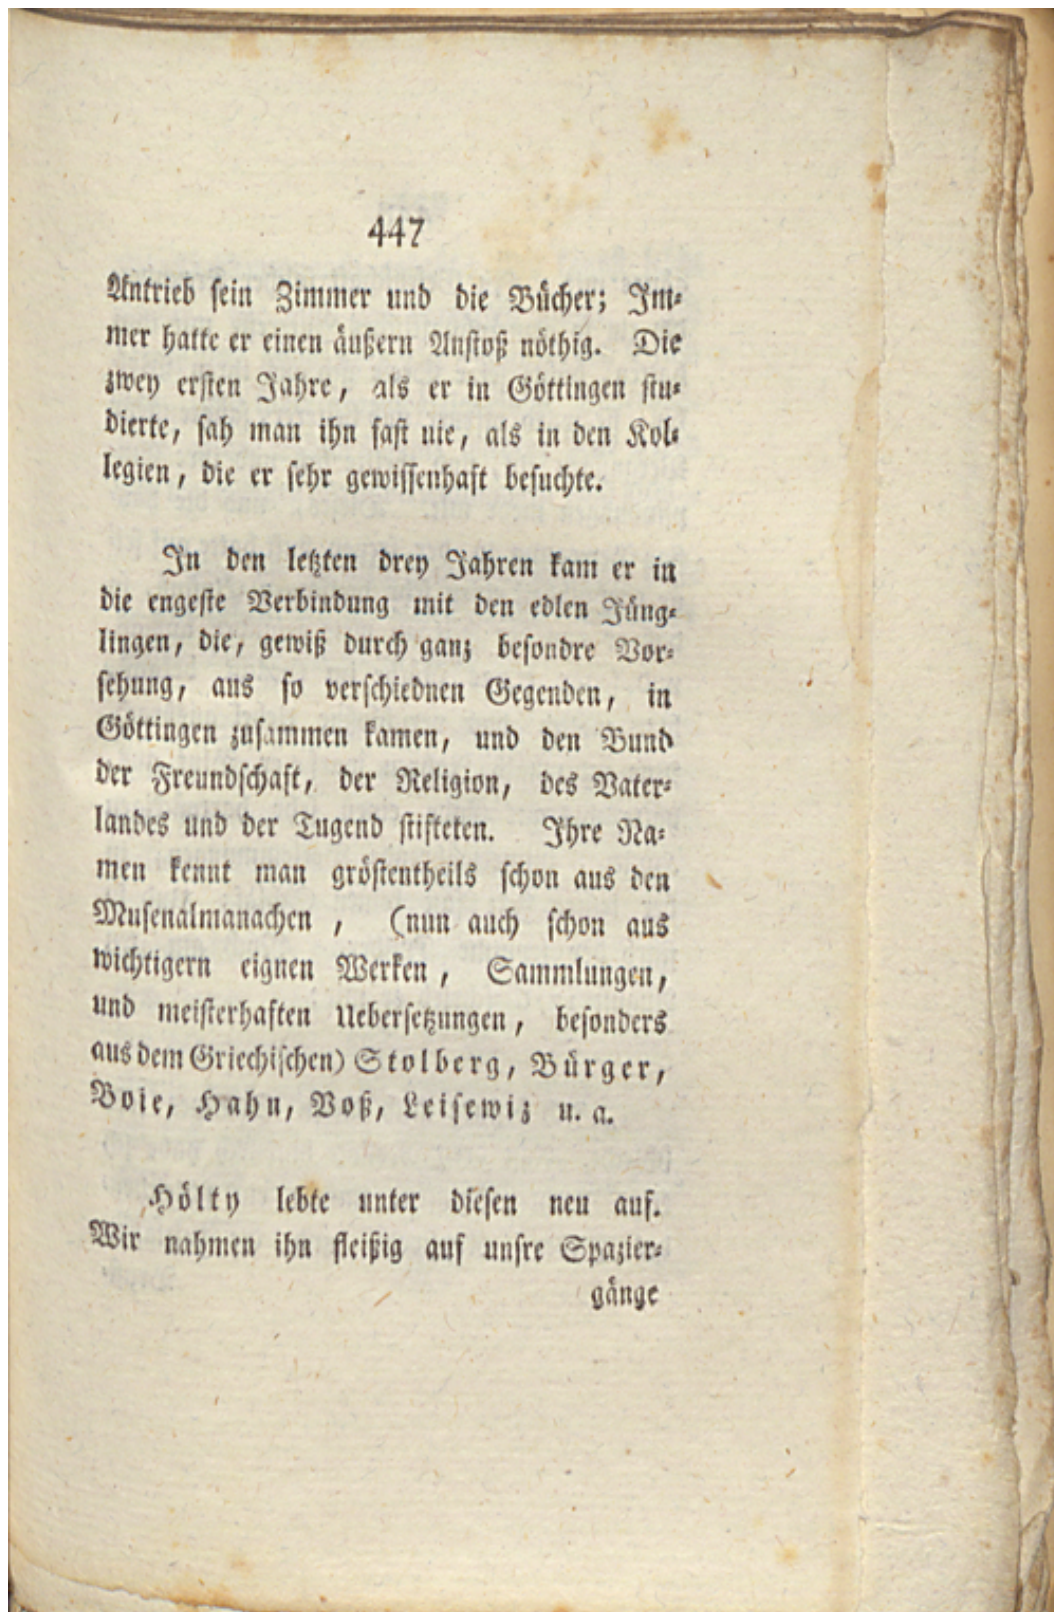 447
Antrieb sein Zimmer und die Bücher; Im-
mer hatte er einen äußern Anstoß nöthig. Die
zwey ersten Jahre, als er in Göttingen stu-
dierte, sah man ihn fast nie, als in den Kol-
legien, die er sehr gewissenhaft besuchte.
In den letzten drey Jahren kam er in
die engeste Verbindung mit den edlen Jüng-
lingen, die, gewiß durch ganz besondre Vor-
sehung, aus so verschiednen Gegenden, in
Göttingen zusammen kamen, und den Bund
der Freundschaft, der Religion, des Vater-
landes und der Tugend stifteten. Ihre Na-
men kennt man gröstentheils schon aus den
Musenalmanachen, (nun auch schon aus
wichtigern eignen Werken, Sammlungen,
und meisterhaften Uebersetzungen, besonders
aus dem Griechischen) Stolberg, Bürger,
Boie, Hahn, Voß, Leisewiz u. a.
Hölty lebte unter diesen neu auf.
Wir nahmen ihn fleißig auf unsre Spazier-
gänge